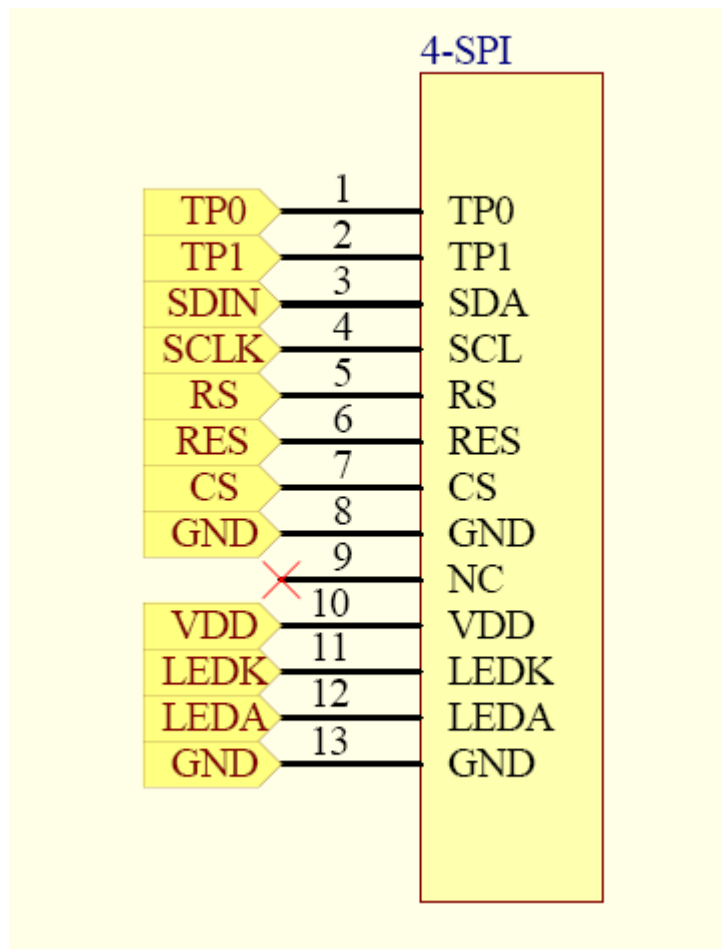 4-SPI
TP0 1 TP0
TP1 2 TP1
SDIN 3 SDA
SCLK 4 SCL
RS 5 RS
RES 6 RES
CS 7 CS
GND 8 GND
9 NC
VDD 10 VDD
LEDK 11 LEDK
LEDA 12 LEDA
GND 13 GND